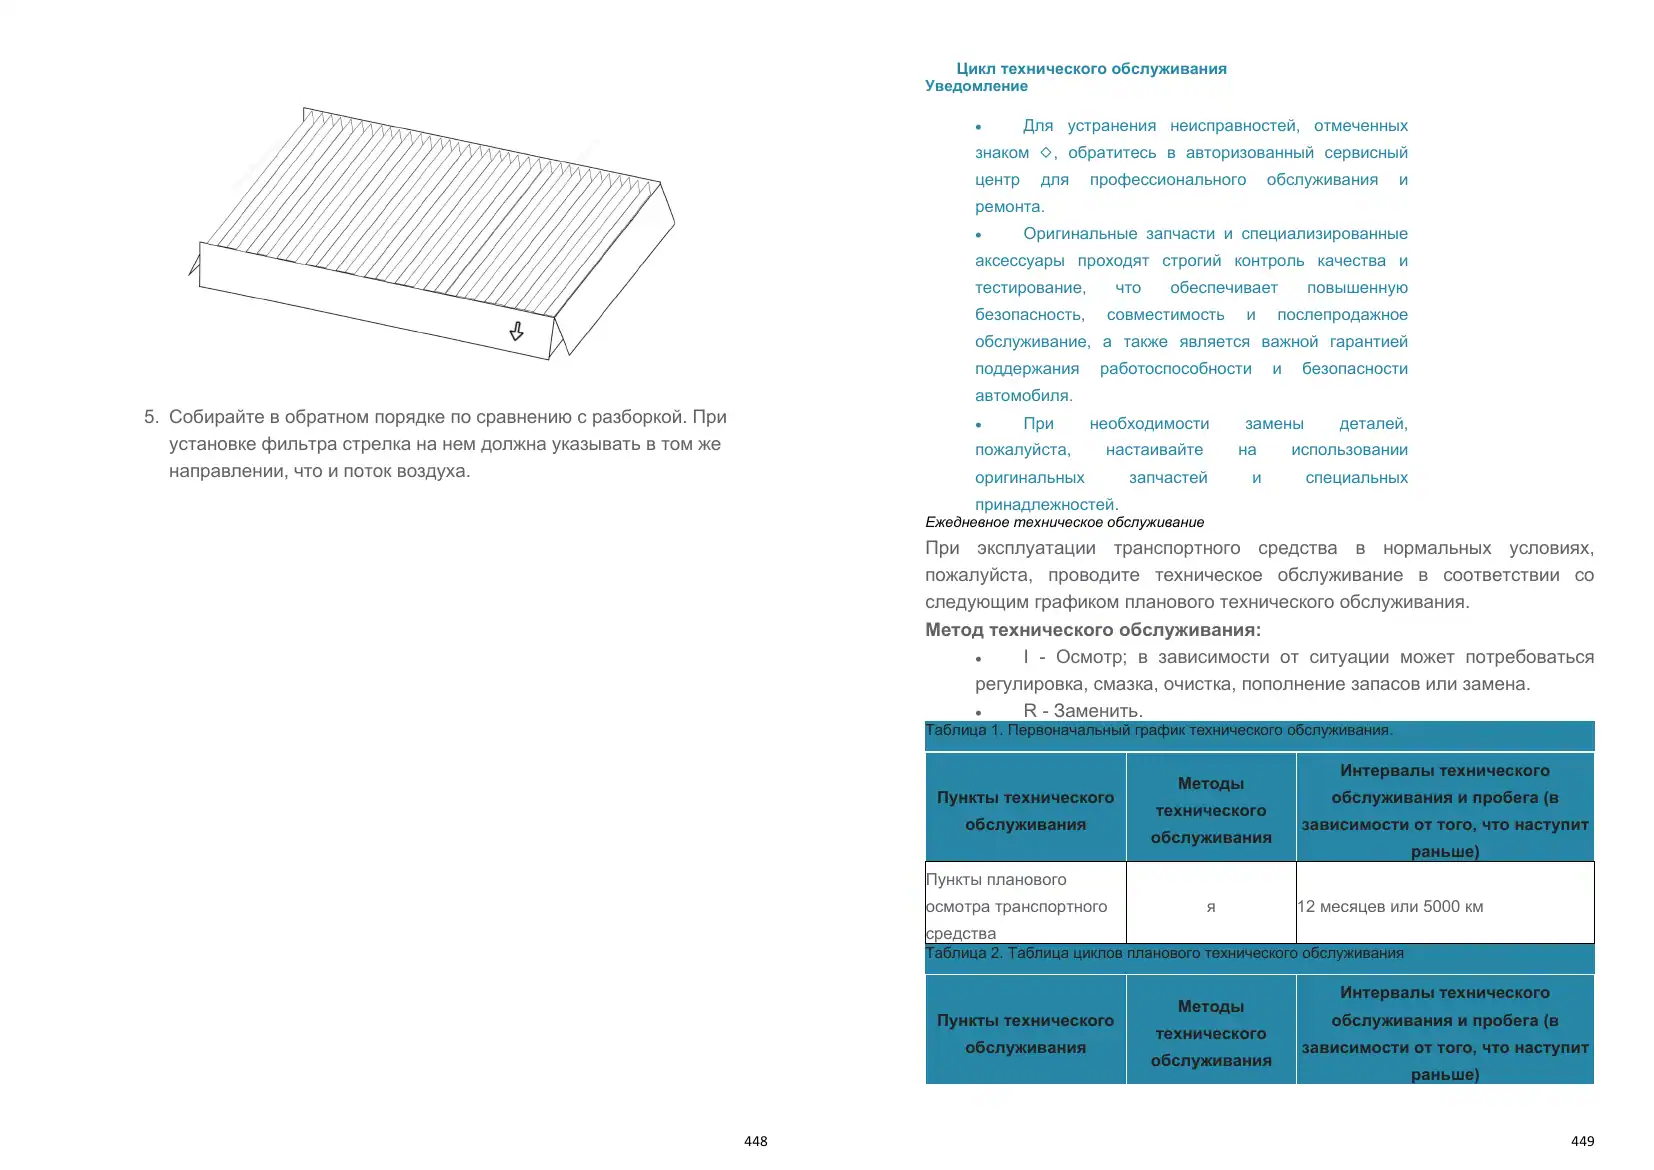 5. Собирайте в обратном порядке по сравнению с разборкой. При
установке фильтра стрелка на нем должна указывать в том же
направлении, что и поток воздуха.
448
Цикл технического обслуживания
Уведомление
• Для устранения неисправностей, отмеченных
знаком ◇, обратитесь в авторизованный сервисный
центр для профессионального обслуживания и
ремонта.
• Оригинальные запчасти и специализированные
аксессуары проходят строгий контроль качества и
тестирование, что обеспечивает повышенную
безопасность, совместимость и послепродажное
обслуживание, а также является важной гарантией
поддержания работоспособности и безопасности
автомобиля.
• При необходимости замены деталей,
пожалуйста, настаивайте на использовании
оригинальных запчастей и специальных
принадлежностей.
Ежедневное техническое обслуживание
При эксплуатации транспортного средства в нормальных условиях,
пожалуйста, проводите техническое обслуживание в соответствии со
следующим графиком планового технического обслуживания.
Метод технического обслуживания:
• I - Осмотр; в зависимости от ситуации может потребоваться
регулировка, смазка, очистка, пополнение запасов или замена.
• R - Заменить.
Таблица 1. Первоначальный график технического обслуживания.
Пункты технического
обслуживания
Методы
технического
обслуживания
Интервалы технического
обслуживания и пробега (в
зависимости от того, что наступит
раньше)
Пункты планового
осмотра транспортного
средства
я
12 месяцев или 5000 км
Таблица 2. Таблица циклов планового технического обслуживания
Пункты технического
обслуживания
Методы
технического
обслуживания
Интервалы технического
обслуживания и пробега (в
зависимости от того, что наступит
раньше)
449